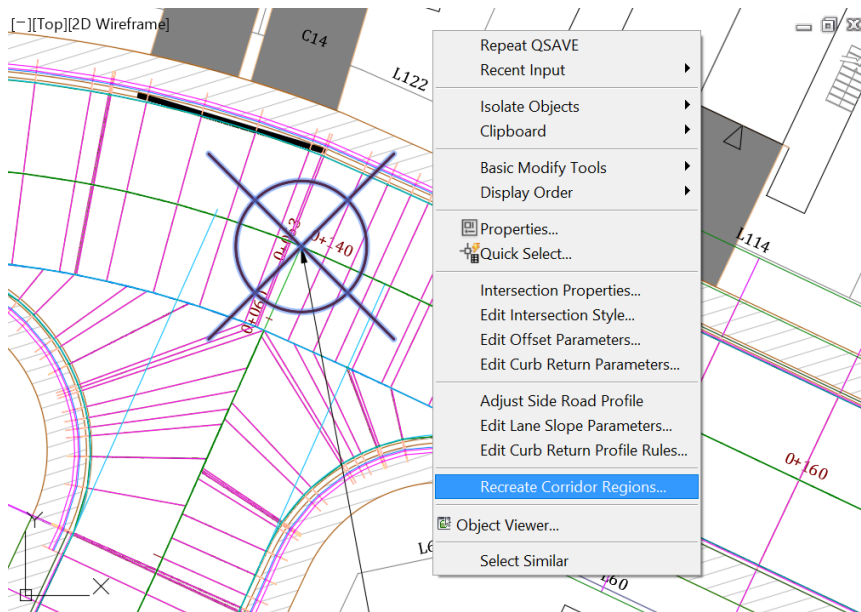 [−][Top][2D Wireframe]
C14
L122
0+140
L114
0+160
L60
Y
X
Repeat QSAVE
Recent Input
Isolate Objects
Clipboard
Basic Modify Tools
Display Order
Properties...
Quick Select...
Intersection Properties...
Edit Intersection Style...
Edit Offset Parameters...
Edit Curb Return Parameters...
Adjust Side Road Profile
Edit Lane Slope Parameters...
Edit Curb Return Profile Rules...
Recreate Corridor Regions...
Object Viewer...
Select Similar